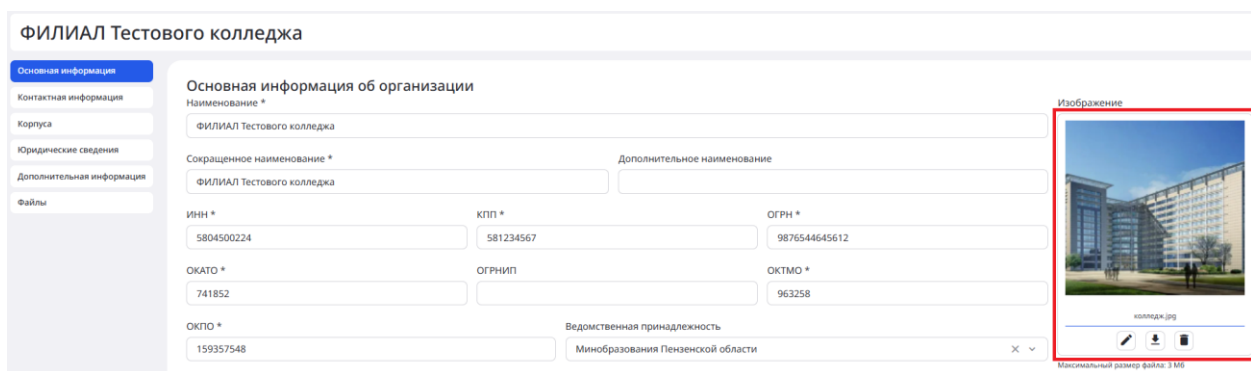 ФИЛИАЛ Тестового колледжа
Основная информация
Контактная информация
Корпуса
Юридические сведения
Дополнительная информация
Файлы
Основная информация об организации
Наименование *
ФИЛИАЛ Тестового колледжа
Сокращенное наименование *
Дополнительное наименование
ФИЛИАЛ Тестового колледжа
ИНН *
КПП *
ОГРН *
5804500224
581234567
9876544645612
ОКАТО *
ОГРНИП
ОКТМО *
741852
963258
ОКПО *
Ведомственная принадлежность
159357548
Минобразования Пензенской области
Изображение
колледж.jpg
Максимальный размер файла: 3 Мб